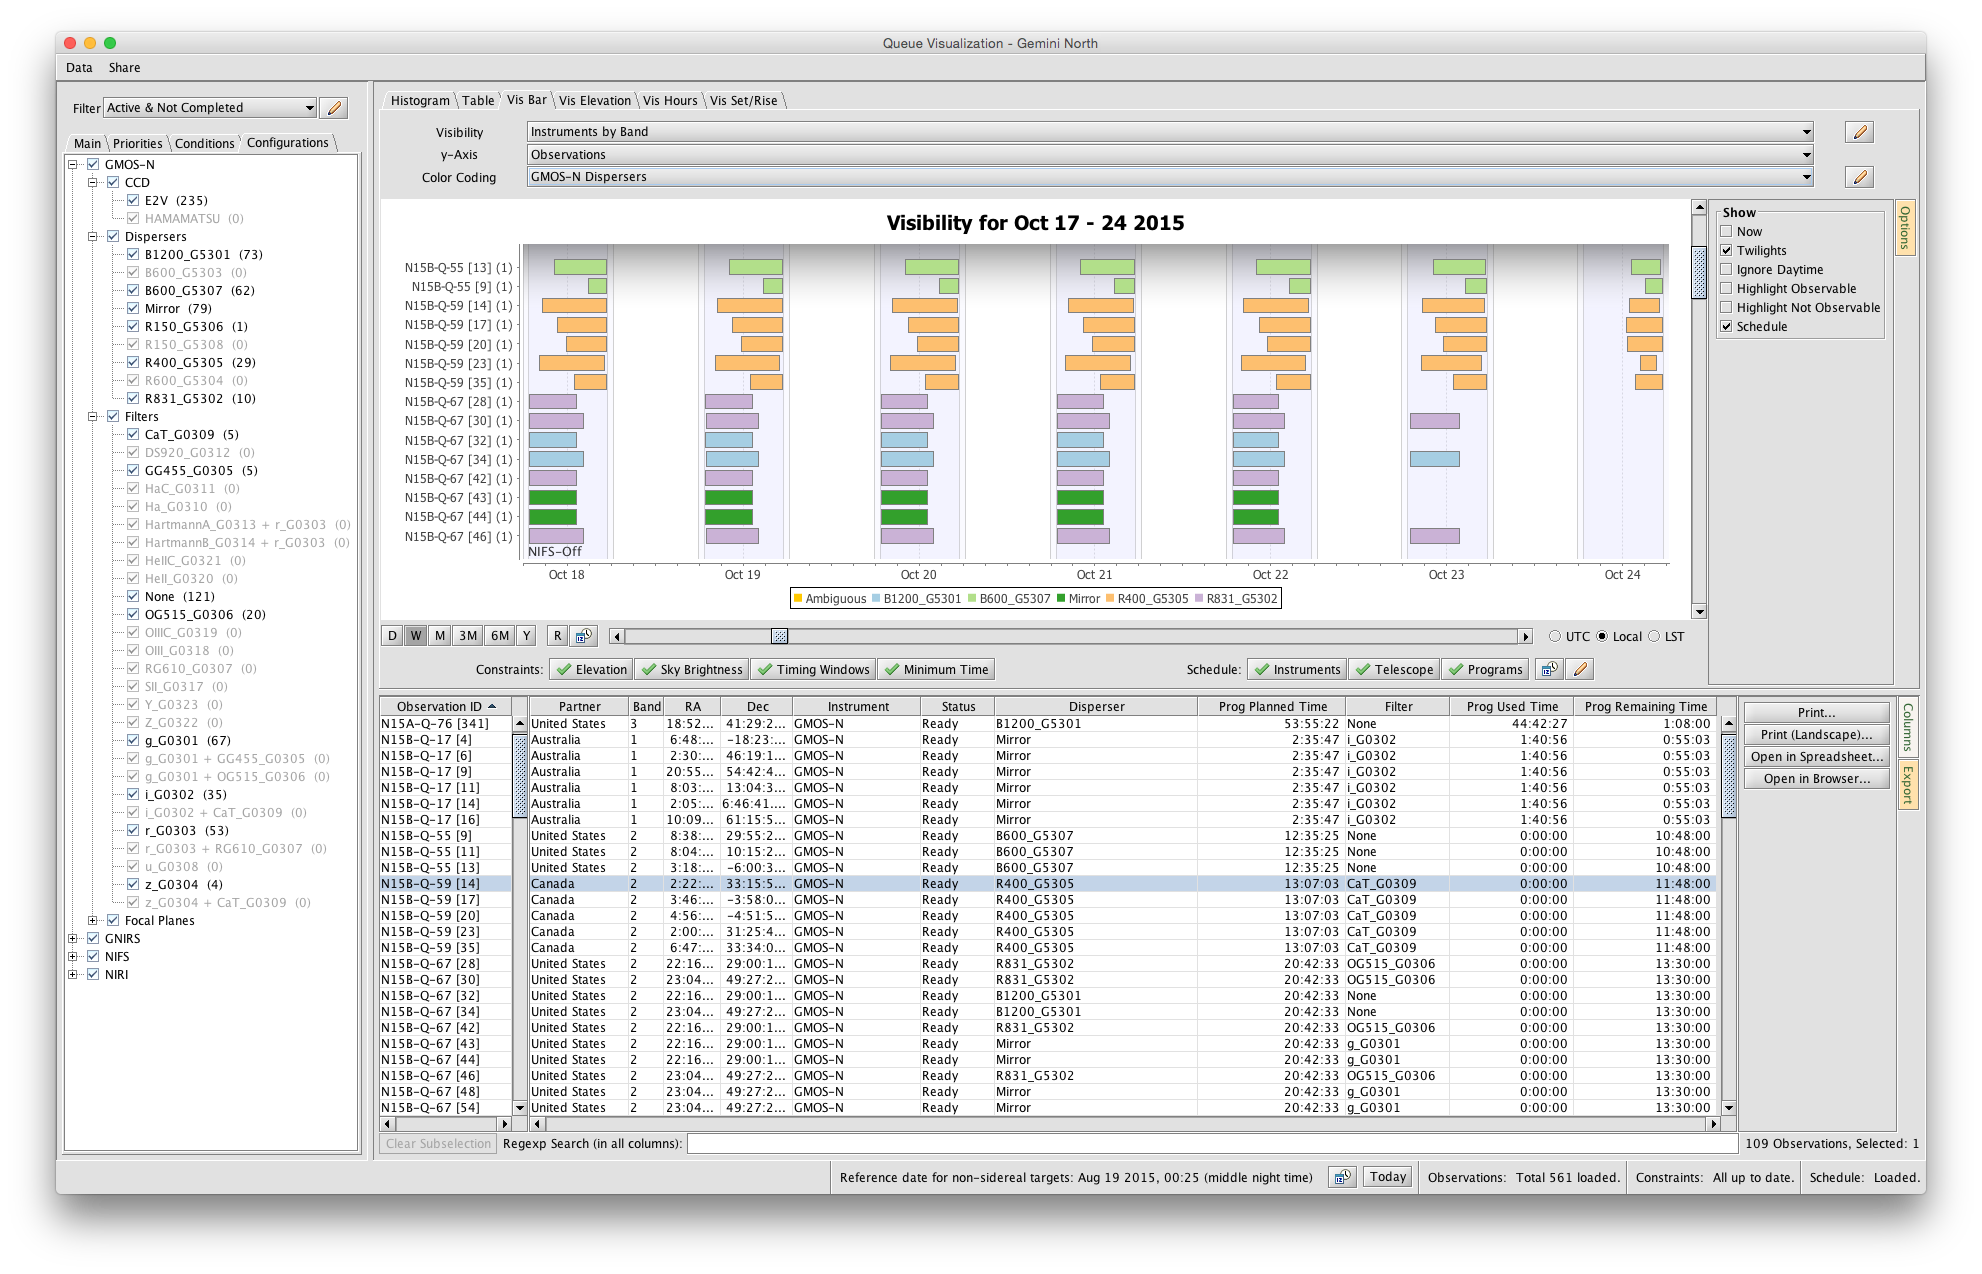 Queue Visualization - Gemini North
Data Share
Filter Active & Not Completed
Main Priorities Conditions Configurations
GMOS-N
CCD
E2V (235)
HAMAMATSU (0)
Dispersers
B1200_G5301 (73)
B600_G5303 (0)
B600_G5307 (62)
Mirror (79)
R150_G5306 (1)
R150_G5308 (0)
R400_G5305 (29)
R600_G5304 (0)
R831_G5302 (10)
Filters
CaT_G0309 (5)
DS920_G0312 (0)
GG455_G0305 (5)
HaC_G0311 (0)
Ha_G0310 (0)
HartmannA_G0313 + r_G0303 (0)
HartmannB_G0314 + r_G0303 (0)
HeIIC_G0321 (0)
HeII_G0320 (0)
None (121)
OG515_G0306 (20)
OIIIC_G0319 (0)
OIII_G0318 (0)
RG610_G0307 (0)
SII_G0317 (0)
Y_G0323 (0)
Z_G0322 (0)
g_G0301 (67)
g_G0301 + GG455_G0305 (0)
g_G0301 + OG515_G0306 (0)
i_G0302 (35)
i_G0302 + CaT_G0309 (0)
r_G0303 (53)
r_G0303 + RG610_G0307 (0)
u_G0308 (0)
z_G0304 (4)
z_G0304 + CaT_G0309 (0)
Focal Planes
GNIRS
NIFS
NIRI
Histogram Table Vis Bar Vis Elevation Vis Hours Vis Set/Rise
Visibility Instruments by Band
y-Axis Observations
Color Coding GMOS-N Dispersers
Visibility for Oct 17 - 24 2015
N15B-Q-55 [13] (1)
N15B-Q-55 [9] (1)
N15B-Q-59 [14] (1)
N15B-Q-59 [17] (1)
N15B-Q-59 [20] (1)
N15B-Q-59 [23] (1)
N15B-Q-59 [35] (1)
N15B-Q-67 [28] (1)
N15B-Q-67 [30] (1)
N15B-Q-67 [32] (1)
N15B-Q-67 [34] (1)
N15B-Q-67 [42] (1)
N15B-Q-67 [43] (1)
N15B-Q-67 [44] (1)
N15B-Q-67 [46] (1)
NIFS-Off
Oct 18 Oct 19 Oct 20 Oct 21 Oct 22 Oct 23 Oct 24
Ambiguous B1200_G5301 B600_G5307 Mirror R400_G5305 R831_G5302
Show
Now
Twilights
Ignore Daytime
Highlight Observable
Highlight Not Observable
Schedule
Options
D W M 3M 6M Y R UTC Local LST
Constraints: Elevation Sky Brightness Timing Windows Minimum Time Schedule: Instruments Telescope Programs
Observation ID Partner Band RA Dec Instrument Status Disperser Prog Planned Time Filter Prog Used Time Prog Remaining Time
N15A-Q-76 [341] United States 3 18:52... 41:29:2... GMOS-N Ready B1200_G5301 53:55:22 None 44:42:27 1:08:00
N15B-Q-17 [4] Australia 1 6:48:... -18:23:... GMOS-N Ready Mirror 2:35:47 i_G0302 1:40:56 0:55:03
N15B-Q-17 [6] Australia 1 2:30:... 46:19:1... GMOS-N Ready Mirror 2:35:47 i_G0302 1:40:56 0:55:03
N15B-Q-17 [9] Australia 1 20:55... 54:42:4... GMOS-N Ready Mirror 2:35:47 i_G0302 1:40:56 0:55:03
N15B-Q-17 [11] Australia 1 8:03:... 13:04:3... GMOS-N Ready Mirror 2:35:47 i_G0302 1:40:56 0:55:03
N15B-Q-17 [14] Australia 1 2:05:... 6:46:41.... GMOS-N Ready Mirror 2:35:47 i_G0302 1:40:56 0:55:03
N15B-Q-17 [16] Australia 1 10:09... 61:15:5... GMOS-N Ready Mirror 2:35:47 i_G0302 1:40:56 0:55:03
N15B-Q-55 [9] United States 2 8:38:... 29:55:2... GMOS-N Ready B600_G5307 12:35:25 None 0:00:00 10:48:00
N15B-Q-55 [11] United States 2 8:04:... 10:15:2... GMOS-N Ready B600_G5307 12:35:25 None 0:00:00 10:48:00
N15B-Q-55 [13] United States 2 3:18:... -6:00:3... GMOS-N Ready B600_G5307 12:35:25 None 0:00:00 10:48:00
N15B-Q-59 [14] Canada 2 2:22:... 33:15:5... GMOS-N Ready R400_G5305 13:07:03 CaT_G0309 0:00:00 11:48:00
N15B-Q-59 [17] Canada 2 3:46:... -3:58:0... GMOS-N Ready R400_G5305 13:07:03 CaT_G0309 0:00:00 11:48:00
N15B-Q-59 [20] Canada 2 4:56:... -4:51:5... GMOS-N Ready R400_G5305 13:07:03 CaT_G0309 0:00:00 11:48:00
N15B-Q-59 [23] Canada 2 2:00:... 31:25:4... GMOS-N Ready R400_G5305 13:07:03 CaT_G0309 0:00:00 11:48:00
N15B-Q-59 [35] Canada 2 6:47:... 33:34:0... GMOS-N Ready R400_G5305 13:07:03 CaT_G0309 0:00:00 11:48:00
N15B-Q-67 [28] United States 2 22:16... 29:00:1... GMOS-N Ready R831_G5302 20:42:33 OG515_G0306 0:00:00 13:30:00
N15B-Q-67 [30] United States 2 23:04... 49:27:2... GMOS-N Ready R831_G5302 20:42:33 OG515_G0306 0:00:00 13:30:00
N15B-Q-67 [32] United States 2 22:16... 29:00:1... GMOS-N Ready B1200_G5301 20:42:33 None 0:00:00 13:30:00
N15B-Q-67 [34] United States 2 23:04... 49:27:2... GMOS-N Ready B1200_G5301 20:42:33 None 0:00:00 13:30:00
N15B-Q-67 [42] United States 2 22:16... 29:00:1... GMOS-N Ready R831_G5302 20:42:33 OG515_G0306 0:00:00 13:30:00
N15B-Q-67 [43] United States 2 22:16... 29:00:1... GMOS-N Ready Mirror 20:42:33 g_G0301 0:00:00 13:30:00
N15B-Q-67 [44] United States 2 22:16... 29:00:1... GMOS-N Ready Mirror 20:42:33 g_G0301 0:00:00 13:30:00
N15B-Q-67 [46] United States 2 23:04... 49:27:2... GMOS-N Ready R831_G5302 20:42:33 OG515_G0306 0:00:00 13:30:00
N15B-Q-67 [48] United States 2 23:04... 49:27:2... GMOS-N Ready Mirror 20:42:33 g_G0301 0:00:00 13:30:00
N15B-Q-67 [54] United States 2 23:04... 49:27:2... GMOS-N Ready Mirror 20:42:33 g_G0301 0:00:00 13:30:00
Print...
Print (Landscape)...
Open in Spreadsheet...
Open in Browser...
Columns
Export
Clear Subselection Regexp Search (in all columns): 109 Observations, Selected: 1
Reference date for non-sidereal targets: Aug 19 2015, 00:25 (middle night time) Today Observations: Total 561 loaded. Constraints: All up to date. Schedule: Loaded.